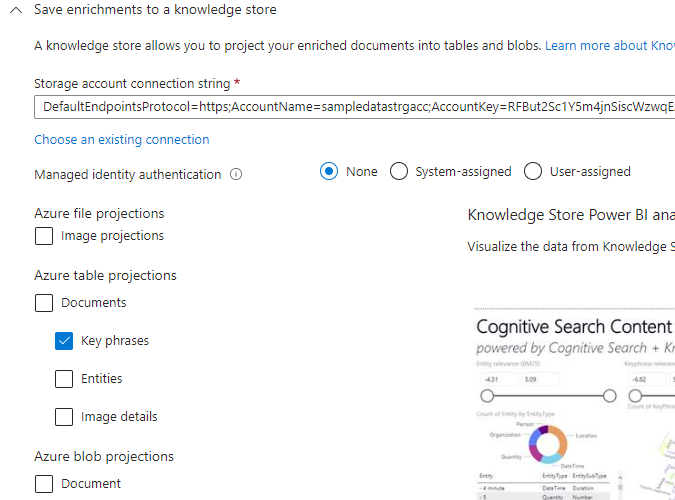 Save enrichments to a knowledge store
A knowledge store allows you to project your enriched documents into tables and blobs. Learn more about Kno
Storage account connection string *
DefaultEndpointsProtocol=https;AccountName=sampledatastrgacc;AccountKey=RFBut2Sc1Y5m4jnSiscWzwqE
Choose an existing connection
Managed identity authentication
None
System-assigned
User-assigned
Azure file projections
Image projections
Azure table projections
Documents
Key phrases
Entities
Image details
Azure blob projections
Document
Knowledge Store Power BI ana
Visualize the data from Knowledge S
Cognitive Search Content
powered by Cognitive Search + Kn
Entity relevance (BM25)
Keyphrase relevan
-4.31 5.09
-6.82
Count of Entity by EntityType
Count of KeyPhr
Person
Organization
Location
Quantity
DateTime
Entity EntityType EntitySubType
- 4 minute DateTime Duration
- 5 Quantity Number